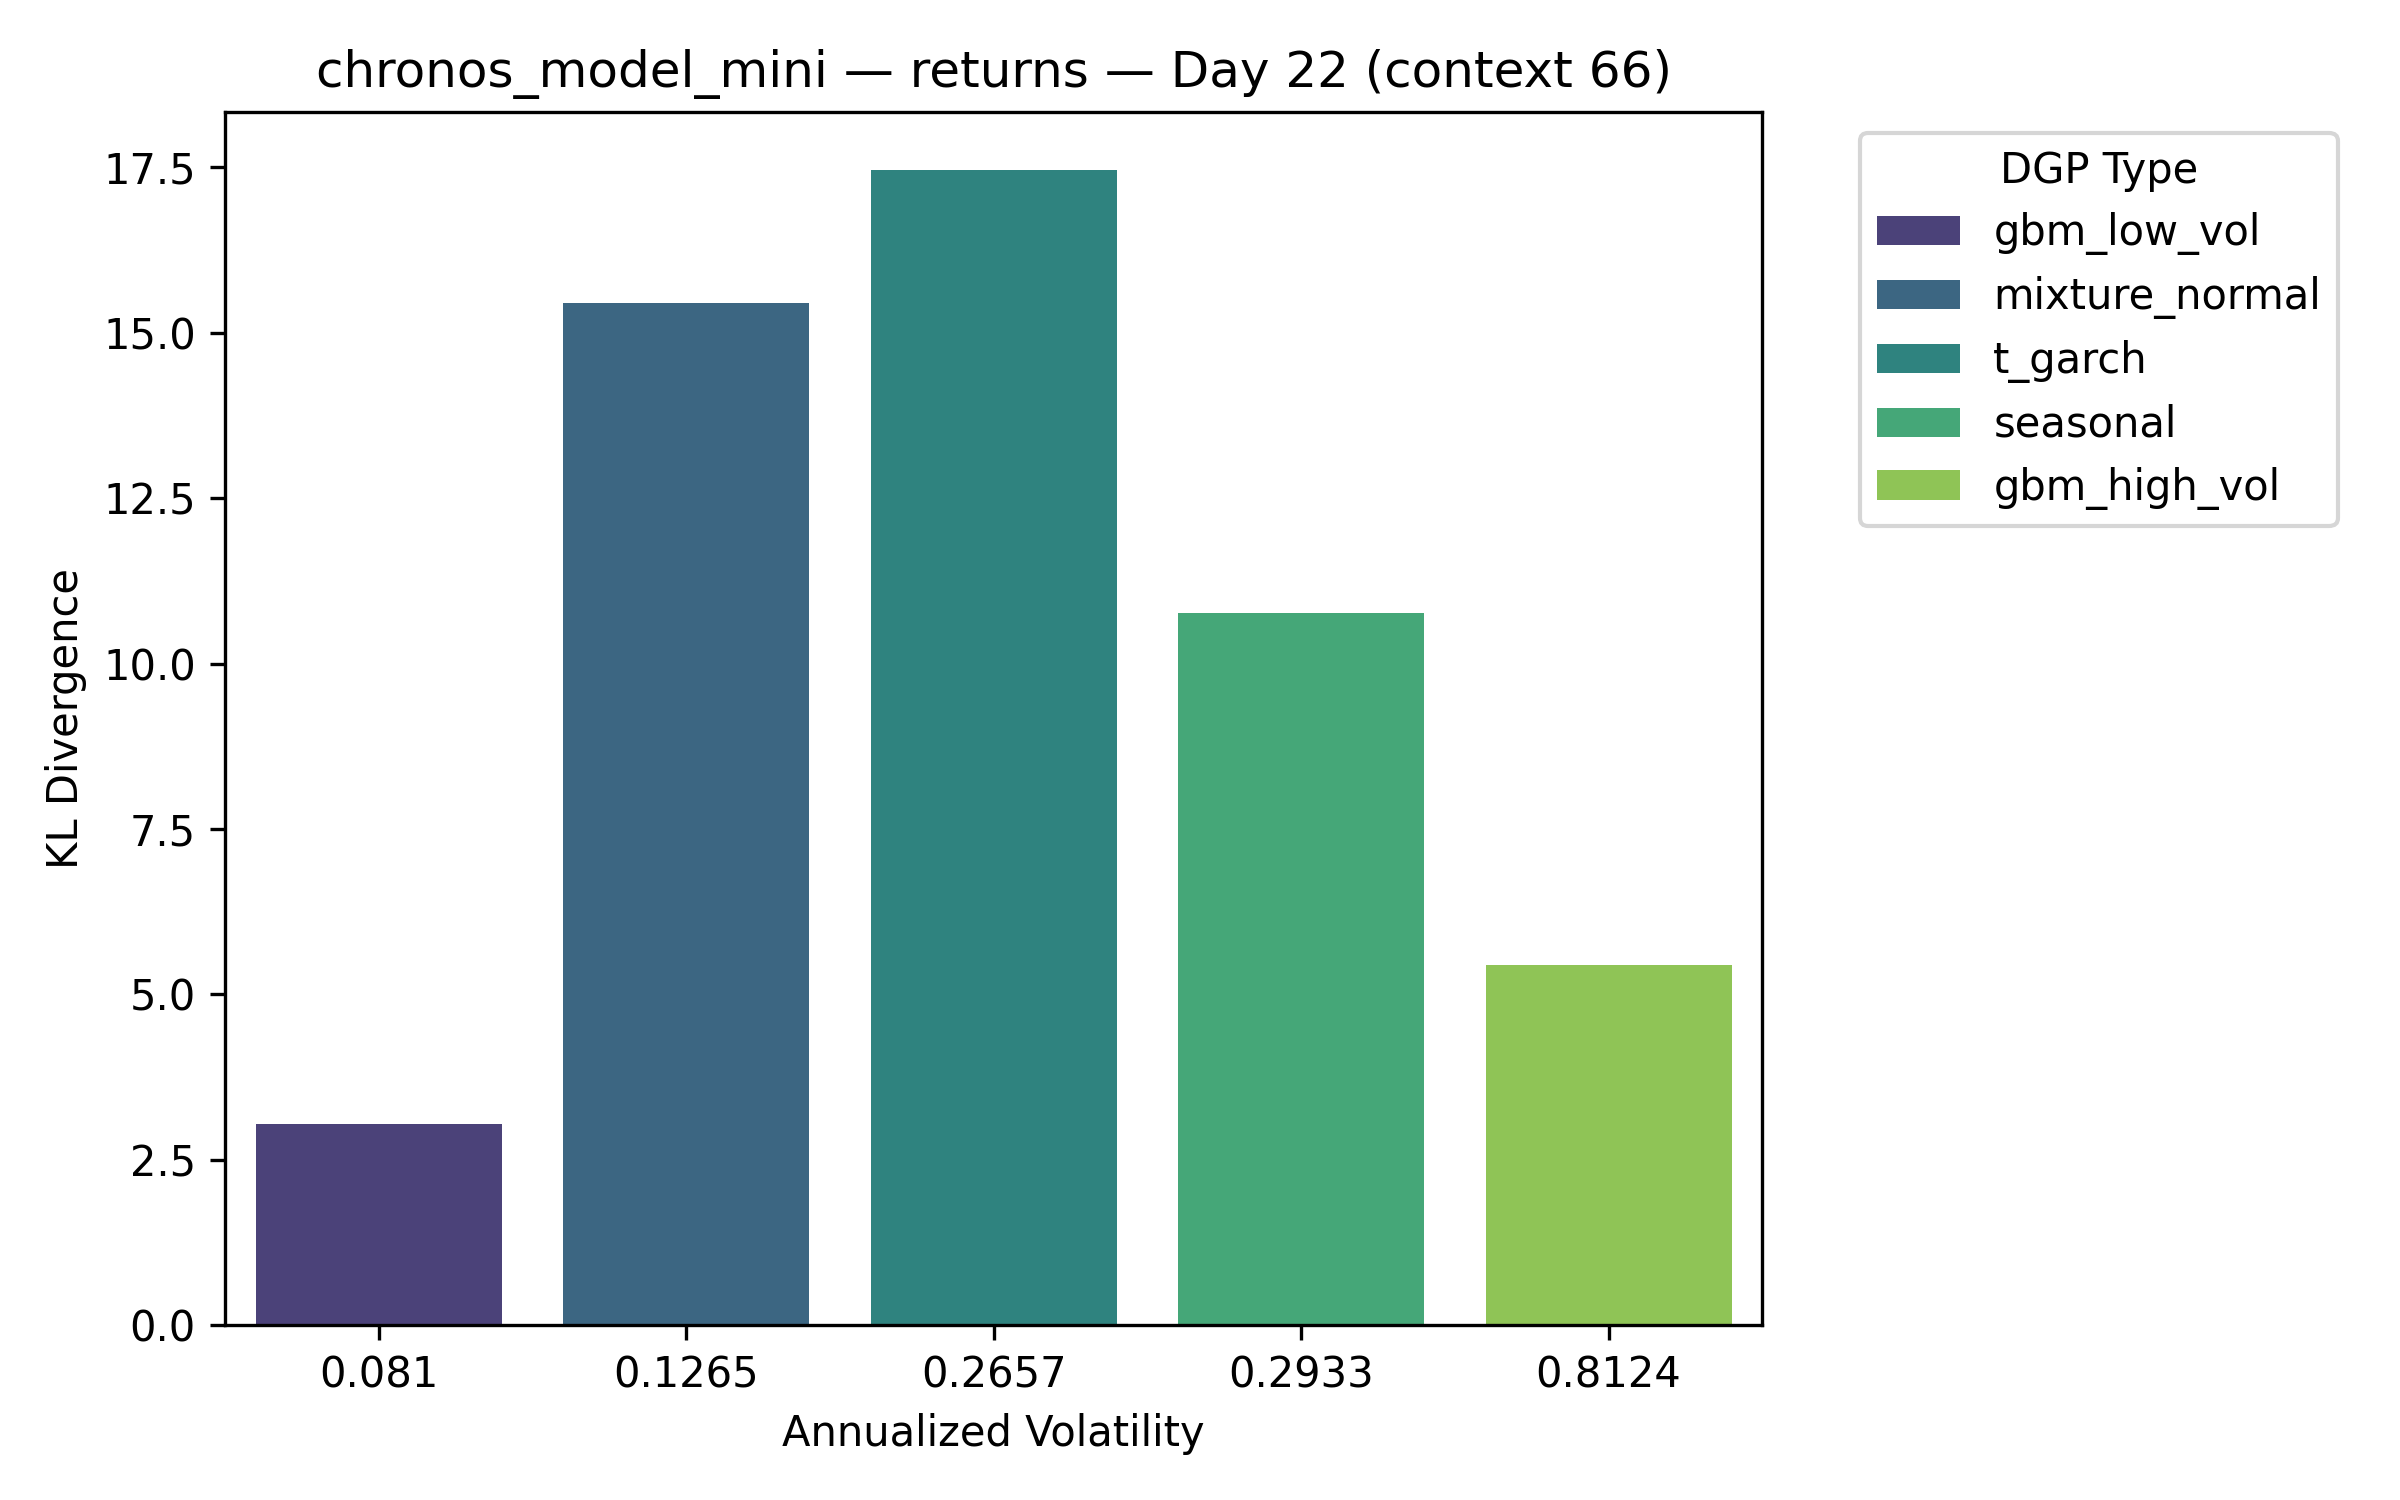 chronos_model_mini — returns — Day 22 (context 66)
17.5
15.0
12.5
10.0
7.5
5.0
2.5
0.0
KL Divergence
0.081 0.1265 0.2657 0.2933 0.8124
Annualized Volatility
DGP Type
gbm_low_vol
mixture_normal
t_garch
seasonal
gbm_high_vol